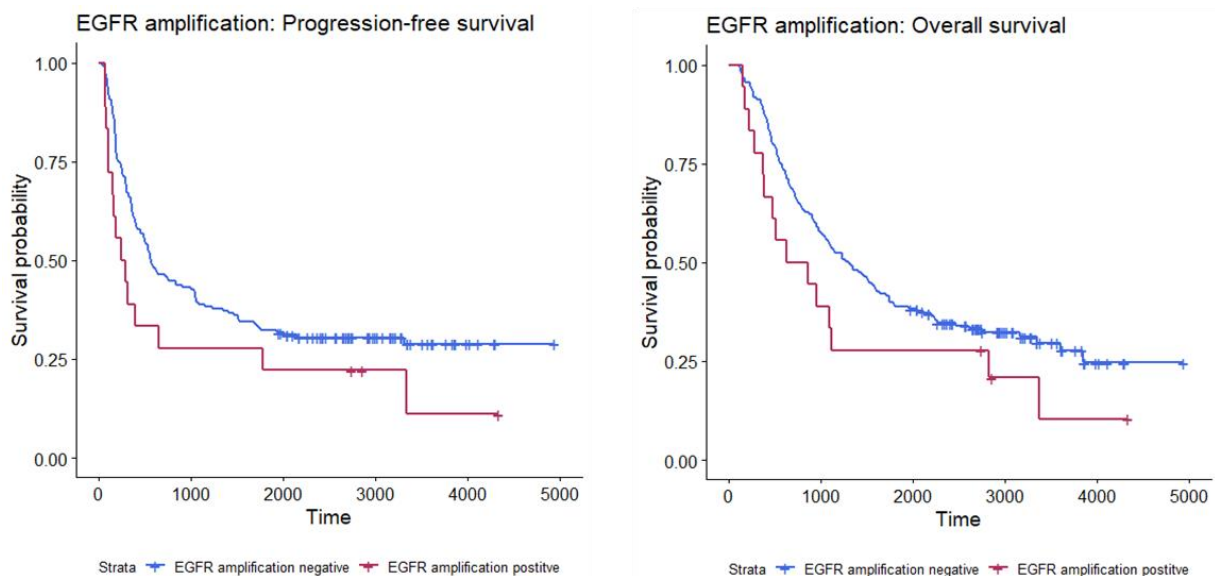 EGFR amplification: Progression-free survival
1.00
0.75
0.50
0.25
0.00
Survival probability
0 1000 2000 3000 4000 5000
Time
Strata EGFR amplification negative EGFR amplification postitve
EGFR amplification: Overall survival
1.00
0.75
0.50
0.25
0.00
Survival probability
0 1000 2000 3000 4000 5000
Time
Strata EGFR amplification negative EGFR amplification postitve